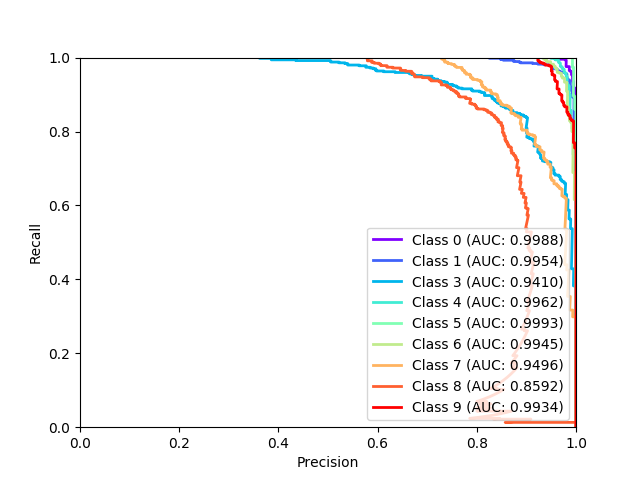 1.0
0.8
0.6
0.4
0.2
0.0
Recall
Class 0 (AUC: 0.9988)
Class 1 (AUC: 0.9954)
Class 3 (AUC: 0.9410)
Class 4 (AUC: 0.9962)
Class 5 (AUC: 0.9993)
Class 6 (AUC: 0.9945)
Class 7 (AUC: 0.9496)
Class 8 (AUC: 0.8592)
Class 9 (AUC: 0.9934)
0.0 0.2 0.4 0.6 0.8 1.0
Precision